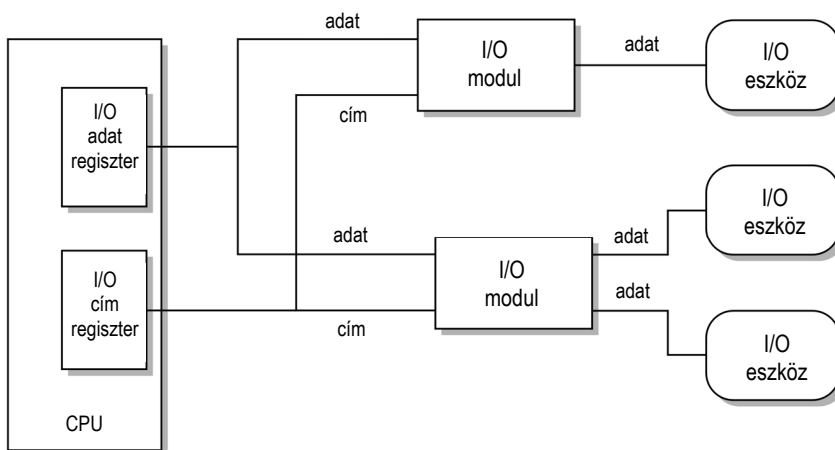 adat
I/O
modul
adat
I/O
eszköz
I/O
adat
regiszter
cím
adat
I/O
modul
adat
I/O
eszköz
I/O
cím
regiszter
cím
adat
I/O
eszköz
CPU